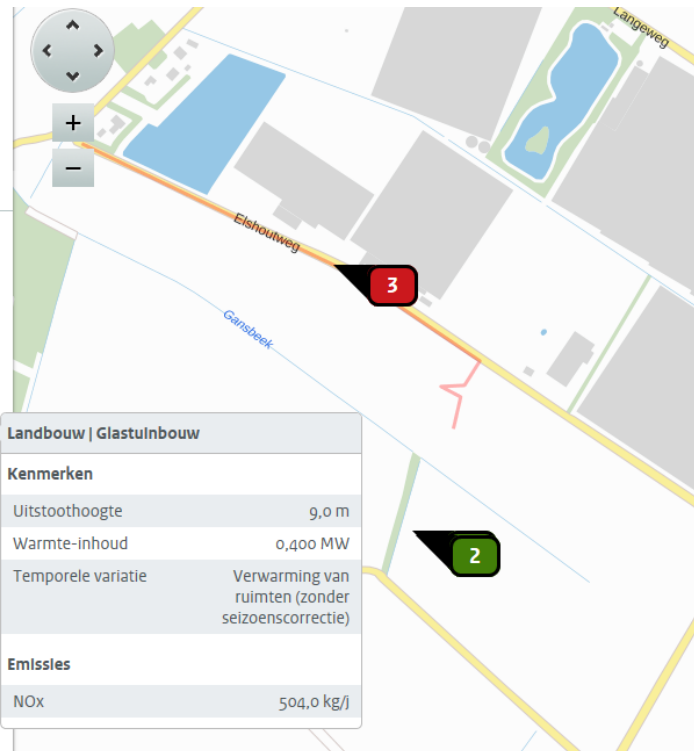 Langeweg
+
−
Elshoutweg
3
Gansbeek
Landbouw | Glastuinbouw
Kenmerken
Uitstoothoogte 9,0 m
Warmte-inhoud 0,400 MW
Temporele variatie Verwarming van
ruimten (zonder
seizoenscorrectie)
2
Emissies
NOx 504,0 kg/j